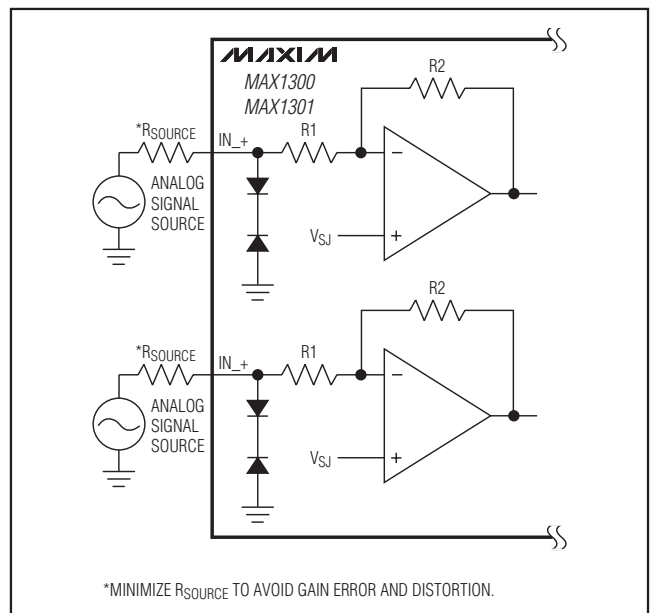 MAXIM
MAX1300
MAX1301
R2
*RSOURCE
IN_+
R1
ANALOG
SIGNAL
SOURCE
−
VSJ
+
R2
*RSOURCE
IN_+
R1
ANALOG
SIGNAL
SOURCE
−
VSJ
+
*MINIMIZE RSOURCE TO AVOID GAIN ERROR AND DISTORTION.